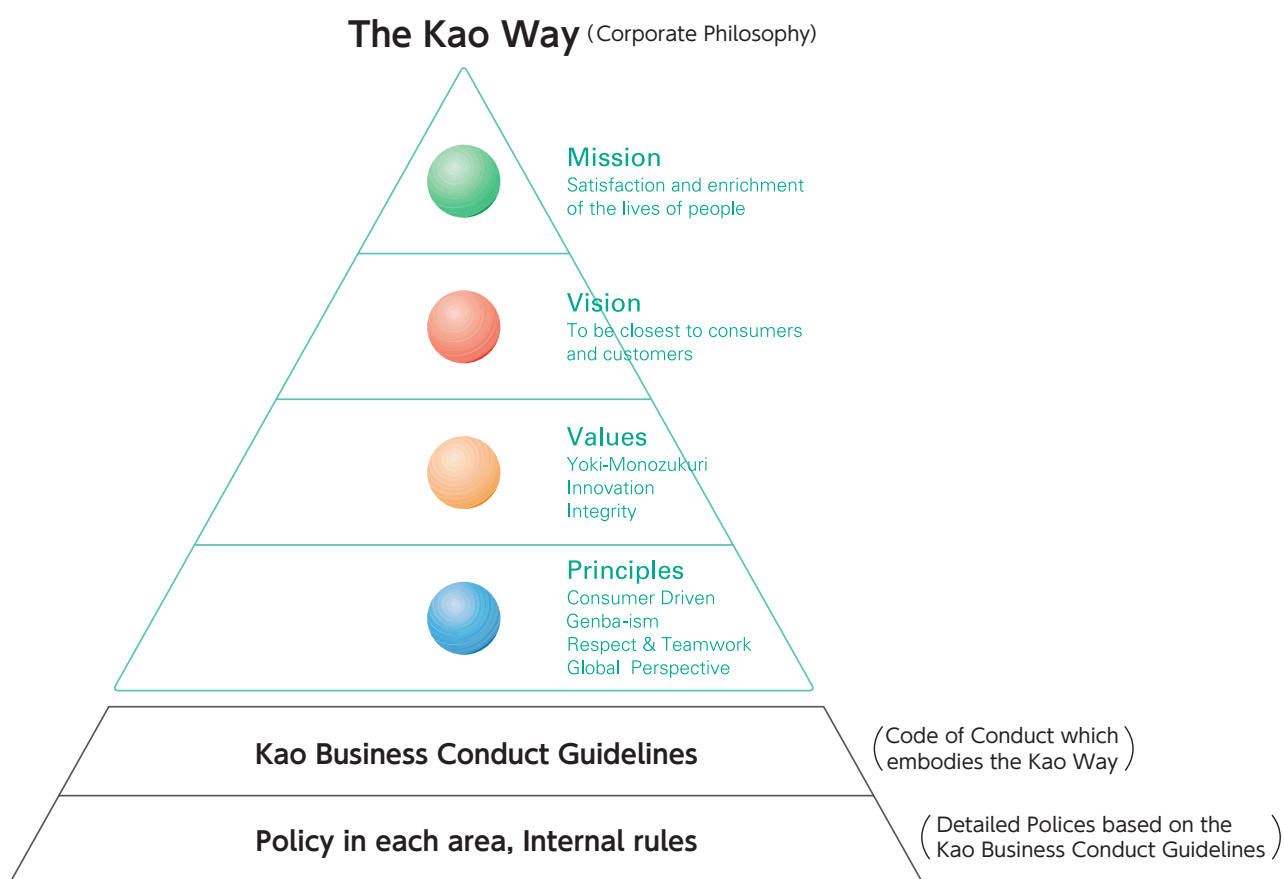 The Kao Way (Corporate Philosophy)
Mission
Satisfaction and enrichment
of the lives of people
Vision
To be closest to consumers
and customers
Values
Yoki-Monozukuri
Innovation
Integrity
Principles
Consumer Driven
Genba-ism
Respect & Teamwork
Global Perspective
Kao Business Conduct Guidelines
(Code of Conduct which
embodies the Kao Way)
Policy in each area, Internal rules
(Detailed Polices based on the
Kao Business Conduct Guidelines)